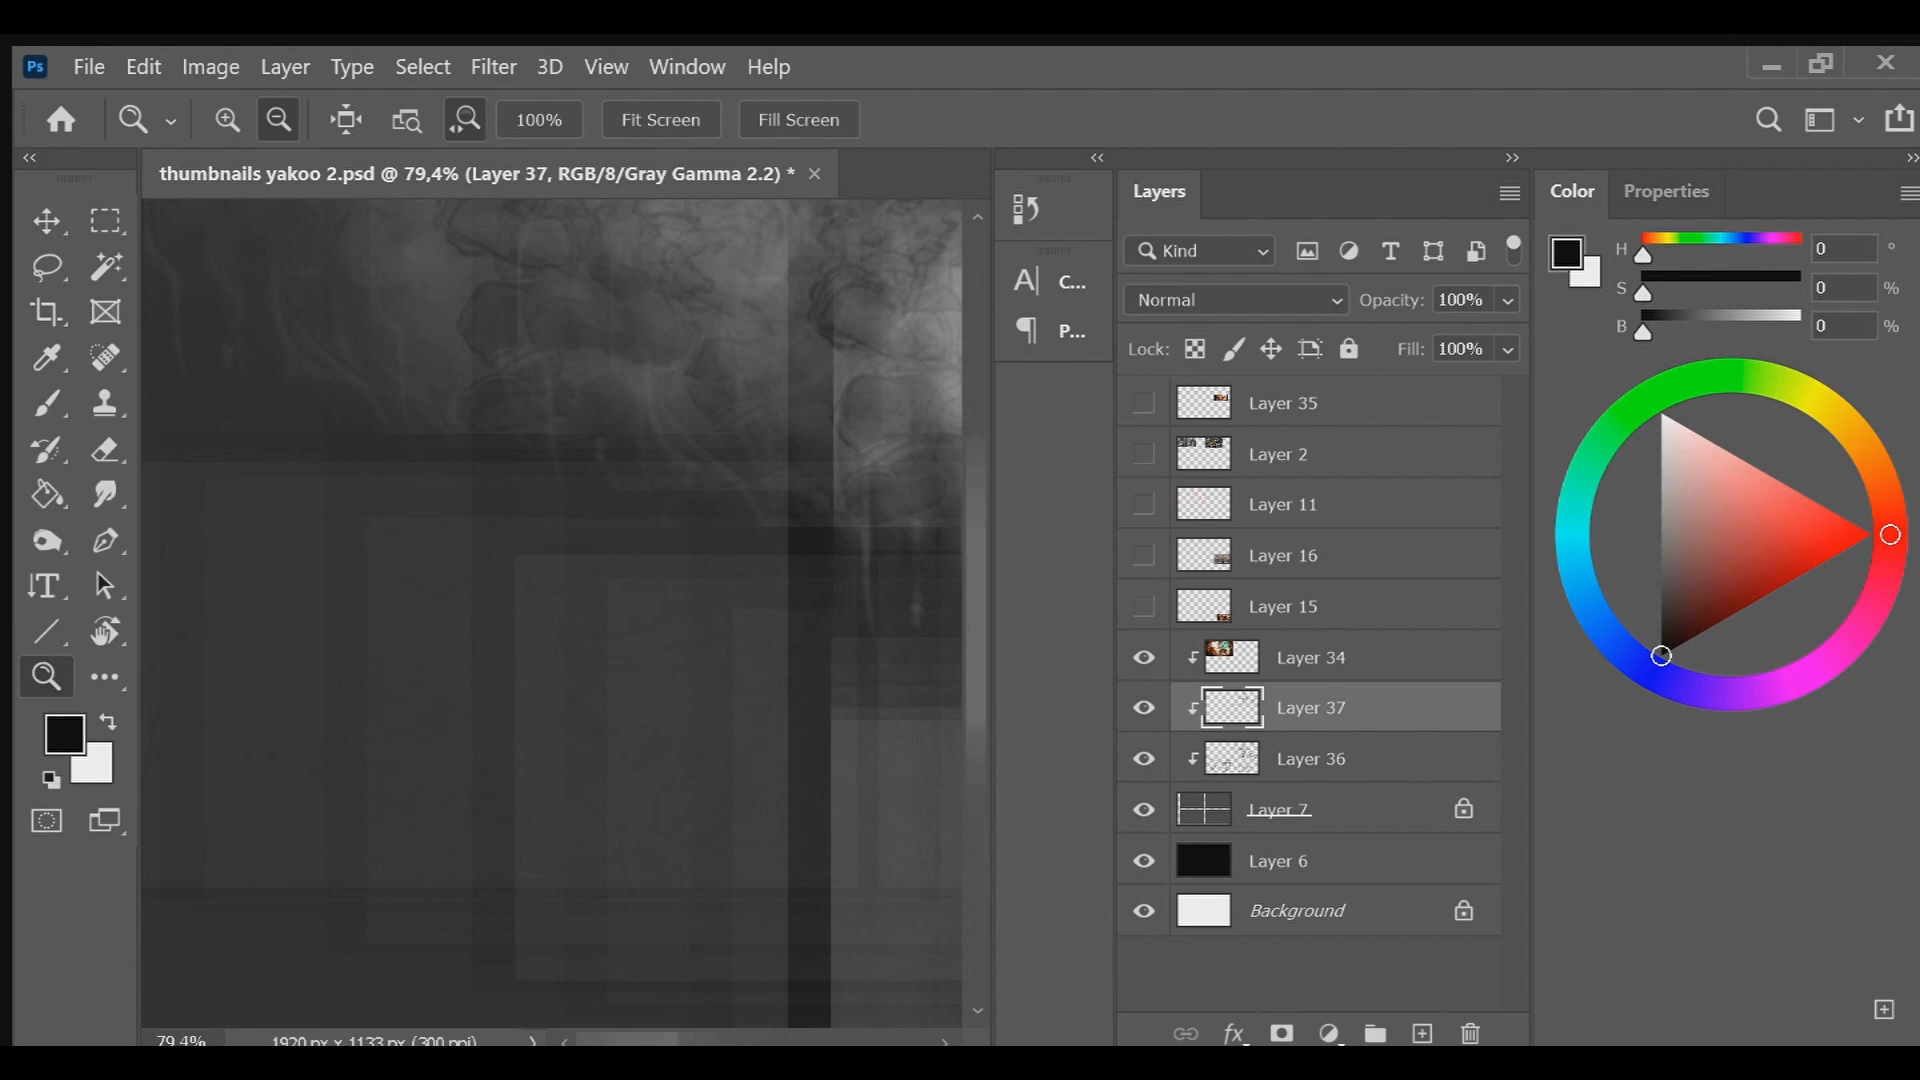 Ps File Edit Image Layer Type Select Filter 3D View Window Help
100% Fit Screen Fill Screen
thumbnails yakoo 2.psd @ 79,4% (Layer 37, RGB/8/Gray Gamma 2.2) *
Layers
Color Properties
Kind
H 0 °
S 0 %
B 0 %
C...
P...
Normal Opacity: 100%
Lock: Fill: 100%
Layer 35
Layer 2
Layer 11
Layer 16
Layer 15
Layer 34
Layer 37
Layer 36
Layer 7
Layer 6
Background
79,4% 1920 px x 1133 px (300 ppi)